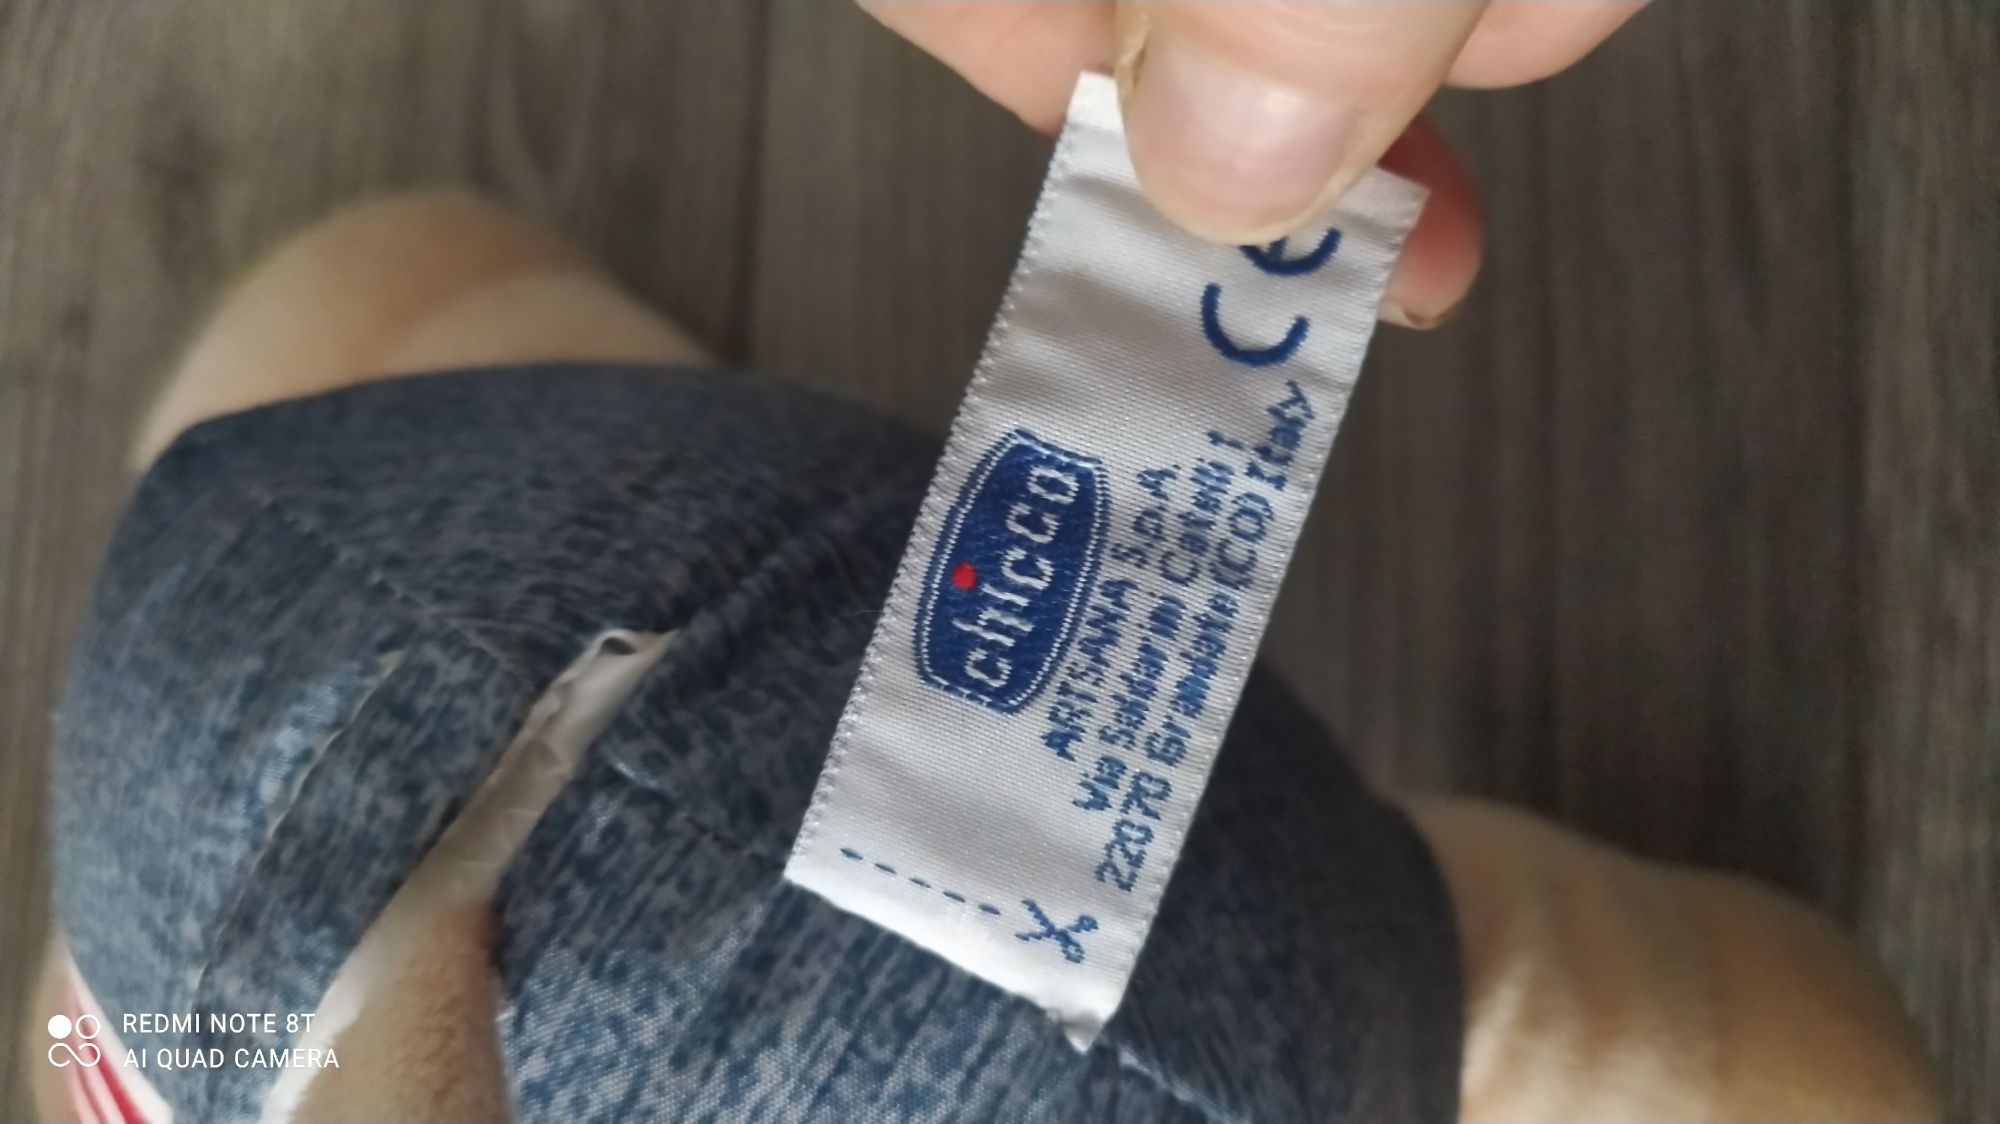 CE
chicco
ARTSANA S.p.A.
Via Saldarini Catelli 1
22070 Grandate (CO) Italy
REDMI NOTE 8T
AI QUAD CAMERA